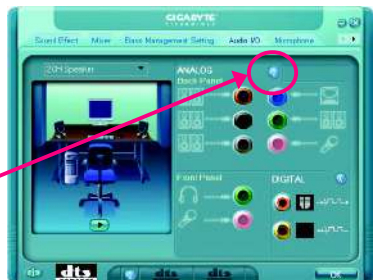 GIGABYTE
Sound Effect Mixer Bass Management Setting Audio I/O Microphone
2CH Speaker
ANALOG
Back Panel
Front Panel
DIGITAL
dts dts dts
OK